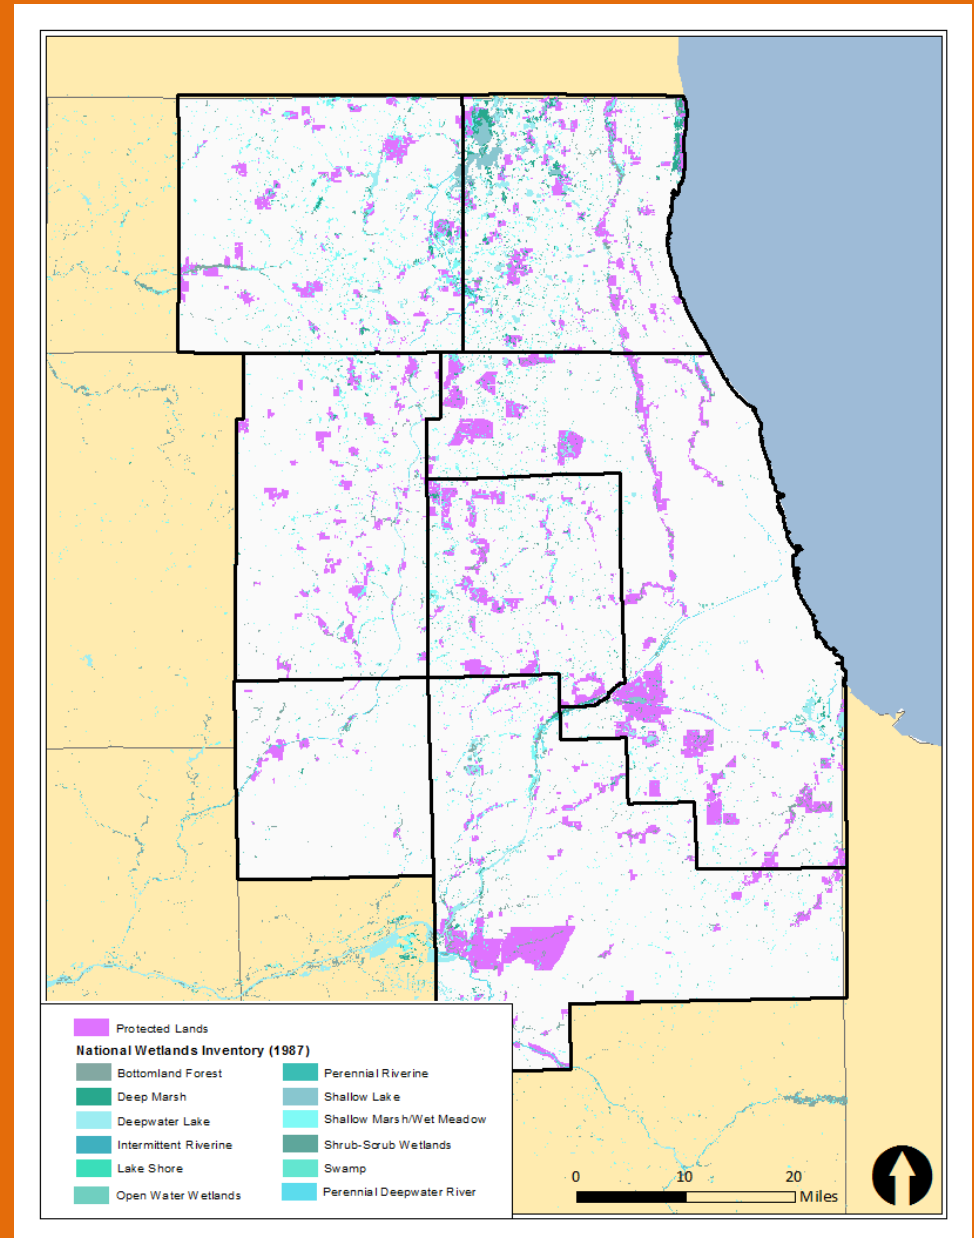 Protected Lands
National Wetlands Inventory (1987)
Bottomland Forest
Deep Marsh
Deepwater Lake
Intermittent Riverine
Lake Shore
Open Water Wetlands
Perennial Riverine
Shallow Lake
Shallow Marsh/Wet Meadow
Shrub-Scrub Wetlands
Swamp
Perennial Deepwater River
0 10 20
Miles